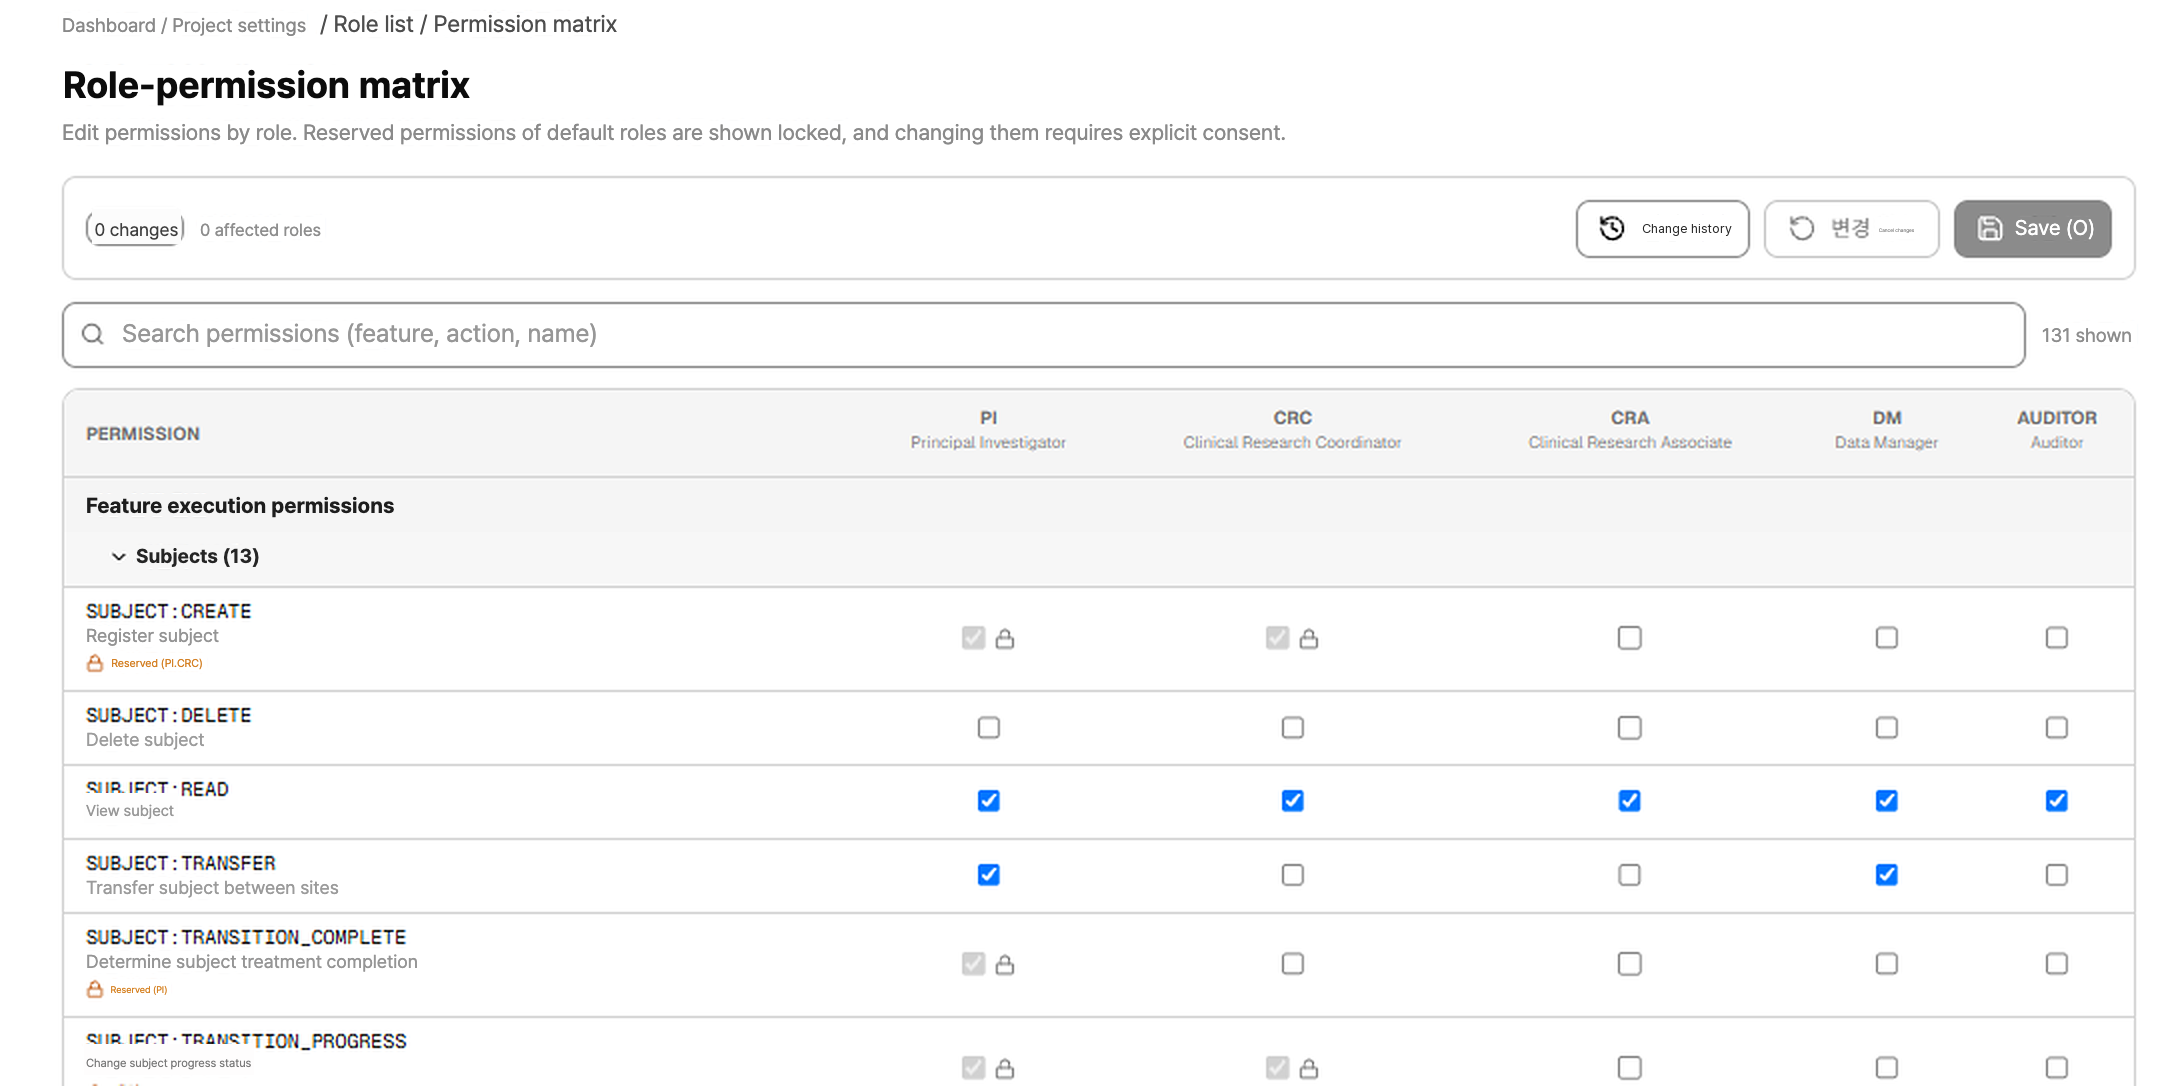 Dashboard / Project settings / Role list / Permission matrix
Role-permission matrix
Edit permissions by role. Reserved permissions of default roles are shown locked, and changing them requires explicit consent.
0 changes 0 affected roles
Change history
변경 Cancel changes
Save (0)
Search permissions (feature, action, name)
131 shown
PERMISSION
PI
Principal Investigator
CRC
Clinical Research Coordinator
CRA
Clinical Research Associate
DM
Data Manager
AUDITOR
Auditor
Feature execution permissions
Subjects (13)
SUBJECT:CREATE
Register subject
Reserved (PI.CRC)
SUBJECT:DELETE
Delete subject
SUBJECT:READ
View subject
SUBJECT:TRANSFER
Transfer subject between sites
SUBJECT:TRANSITION_COMPLETE
Determine subject treatment completion
Reserved (PI)
SUBJECT:TRANSITION_PROGRESS
Change subject progress status